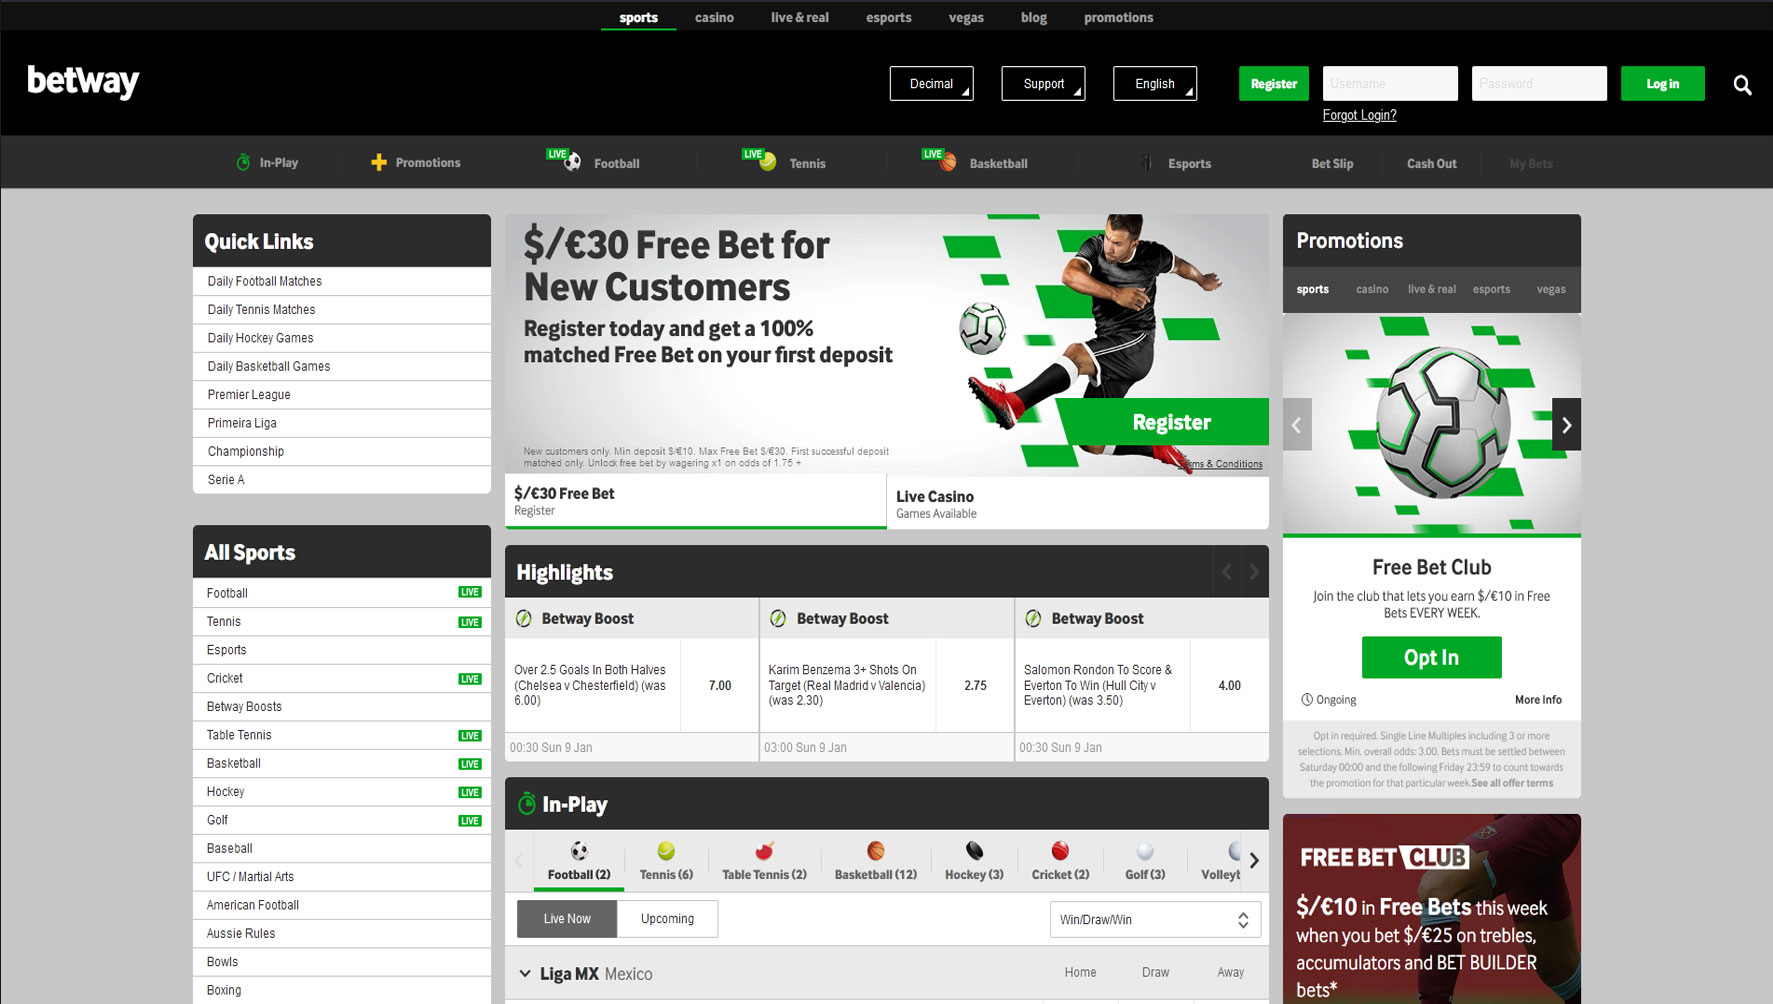 sports casino live & real esports vegas blog promotions
betway
Decimal Support English Register Username Password Log in
Forgot Login?
In-Play Promotions LIVE Football LIVE Tennis LIVE Basketball Esports Bet Slip Cash Out My Bets
Quick Links
Daily Football Matches
Daily Tennis Matches
Daily Hockey Games
Daily Basketball Games
Premier League
Primeira Liga
Championship
Serie A
All Sports
Football LIVE
Tennis LIVE
Esports
Cricket LIVE
Betway Boosts
Table Tennis LIVE
Basketball LIVE
Hockey LIVE
Golf LIVE
Baseball
UFC / Martial Arts
American Football
Aussie Rules
Bowls
Boxing
$/€30 Free Bet for
New Customers
Register today and get a 100%
matched Free Bet on your first deposit
Register
New customers only. Min deposit $/€10. Max Free Bet $/€30. First successful deposit
matched only. Unlock free bet by wagering x1 on odds of 1.75 +
& Conditions
$/€30 Free Bet
Register
Live Casino
Games Available
Highlights
Betway Boost
Over 2.5 Goals In Both Halves
(Chelsea v Chesterfield) (was
6.00)
7.00
00:30 Sun 9 Jan
Betway Boost
Karim Benzema 3+ Shots On
Target (Real Madrid v Valencia)
(was 2.30)
2.75
03:00 Sun 9 Jan
Betway Boost
Salomon Rondon To Score &
Everton To Win (Hull City v
Everton) (was 3.50)
4.00
00:30 Sun 9 Jan
In-Play
Football (2) Tennis (6) Table Tennis (2) Basketball (12) Hockey (3) Cricket (2) Golf (3) Volleyb
Live Now Upcoming Win/Draw/Win
Liga MX Mexico Home Draw Away
Promotions
sports casino live & real esports vegas
Free Bet Club
Join the club that lets you earn $/€10 in Free
Bets EVERY WEEK.
Opt In
Ongoing More Info
Opt in required. Single Line Multiples including 3 or more
selections. Min. overall odds: 3.00. Bets must be settled between
Saturday 00:00 and the following Friday 23:59 to count towards
the promotion for that particular week.See all offer terms
FREE BET CLUB
$/€10 in Free Bets this week
when you bet $/€25 on trebles,
accumulators and BET BUILDER
bets*